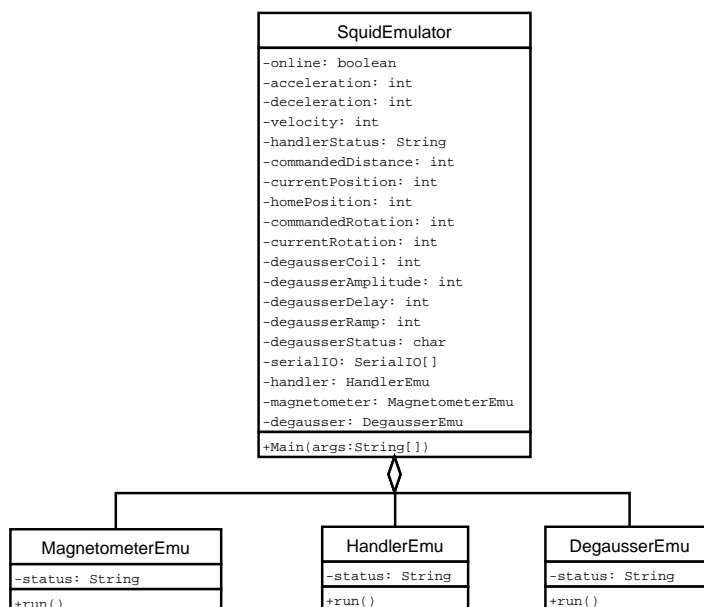 SquidEmulator
-online: boolean
-acceleration: int
-deceleration: int
-velocity: int
-handlerStatus: String
-commandedDistance: int
-currentPosition: int
-homePosition: int
-commandedRotation: int
-currentRotation: int
-degausserCoil: int
-degausserAmplitude: int
-degausserDelay: int
-degausserRamp: int
-degausserStatus: char
-serialIO: SerialIO[]
-handler: HandlerEmu
-magnetometer: MagnetometerEmu
-degausser: DegausserEmu
+Main(args:String[])
MagnetometerEmu
-status: String
+run()
HandlerEmu
-status: String
+run()
DegausserEmu
-status: String
+run()